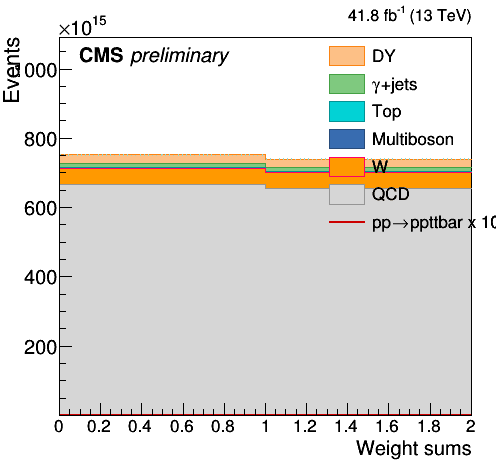 ×10¹⁵
41.8 fb⁻¹ (13 TeV)
Events
CMS preliminary
DY
γ+jets
Top
Multiboson
W
QCD
pp→ppttbar x 10
1000
800
600
400
200
0 0.2 0.4 0.6 0.8 1 1.2 1.4 1.6 1.8 2
Weight sums